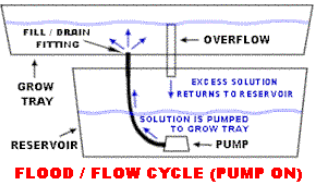 FILL / DRAIN
FITTING
OVERFLOW
GROW
TRAY
EXCESS SOLUTION
RETURNS TO RESERVOIR
SOLUTION IS PUMPED
TO GROW TRAY
RESERVOIR
PUMP
FLOOD / FLOW CYCLE (PUMP ON)